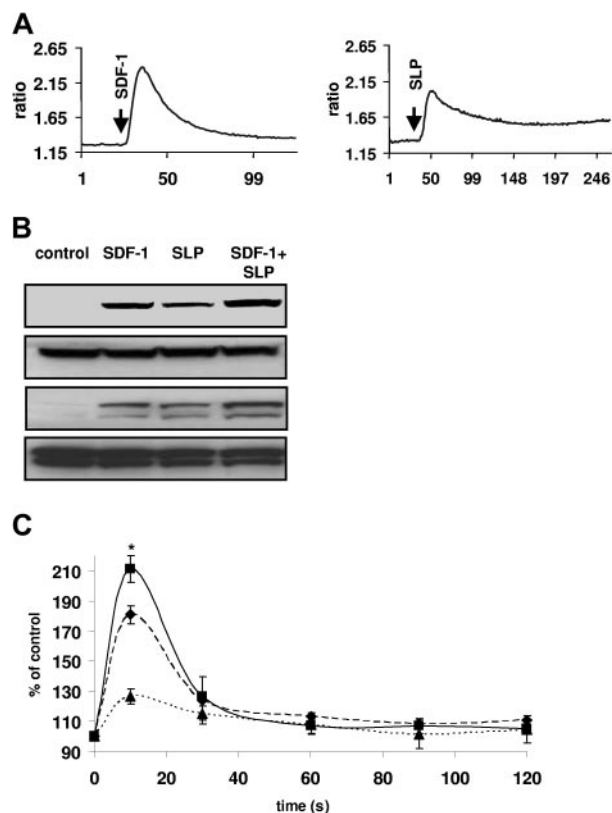 A
2.65
2.15
1.65
1.15
ratio
SDF-1
1 50 99
2.65
2.15
1.65
1.15
ratio
SLP
1 50 99 148 197 246
B
control SDF-1 SLP SDF-1+
SLP
C
% of control
210
190
170
150
130
110
90
*
0 20 40 60 80 100 120
time (s)